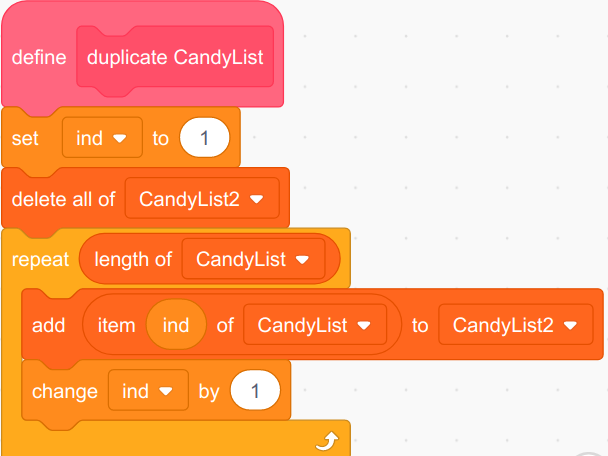 define duplicate CandyList
set ind to 1
delete all of CandyList2
repeat length of CandyList
add item ind of CandyList to CandyList2
change ind by 1